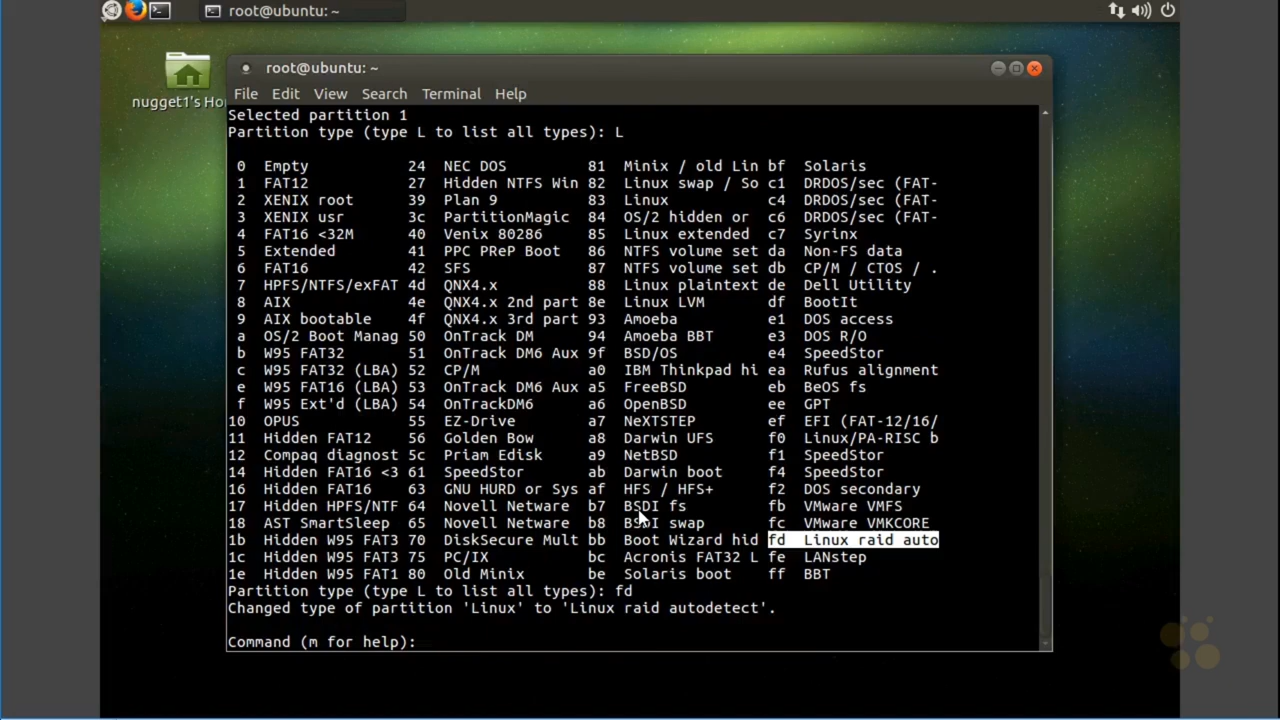 root@ubuntu: ~
nugget1's Ho
root@ubuntu: ~
File Edit View Search Terminal Help
Selected partition 1
Partition type (type L to list all types): L
0 Empty 24 NEC DOS 81 Minix / old Lin bf Solaris
1 FAT12 27 Hidden NTFS Win 82 Linux swap / So c1 DRDOS/sec (FAT-
2 XENIX root 39 Plan 9 83 Linux c4 DRDOS/sec (FAT-
3 XENIX usr 3c PartitionMagic 84 OS/2 hidden or c6 DRDOS/sec (FAT-
4 FAT16 <32M 40 Venix 80286 85 Linux extended c7 Syrinx
5 Extended 41 PPC PReP Boot 86 NTFS volume set da Non-FS data
6 FAT16 42 SFS 87 NTFS volume set db CP/M / CTOS / .
7 HPFS/NTFS/exFAT 4d QNX4.x 88 Linux plaintext de Dell Utility
8 AIX 4e QNX4.x 2nd part 8e Linux LVM df BootIt
9 AIX bootable 4f QNX4.x 3rd part 93 Amoeba e1 DOS access
a OS/2 Boot Manag 50 OnTrack DM 94 Amoeba BBT e3 DOS R/O
b W95 FAT32 51 OnTrack DM6 Aux 9f BSD/OS e4 SpeedStor
c W95 FAT32 (LBA) 52 CP/M a0 IBM Thinkpad hi ea Rufus alignment
e W95 FAT16 (LBA) 53 OnTrack DM6 Aux a5 FreeBSD eb BeOS fs
f W95 Ext'd (LBA) 54 OnTrackDM6 a6 OpenBSD ee GPT
10 OPUS 55 EZ-Drive a7 NeXTSTEP ef EFI (FAT-12/16/
11 Hidden FAT12 56 Golden Bow a8 Darwin UFS f0 Linux/PA-RISC b
12 Compaq diagnost 5c Priam Edisk a9 NetBSD f1 SpeedStor
14 Hidden FAT16 <3 61 SpeedStor ab Darwin boot f4 SpeedStor
16 Hidden FAT16 63 GNU HURD or Sys af HFS / HFS+ f2 DOS secondary
17 Hidden HPFS/NTF 64 Novell Netware b7 BSDI fs fb VMware VMFS
18 AST SmartSleep 65 Novell Netware b8 BSDI swap fc VMware VMKCORE
1b Hidden W95 FAT3 70 DiskSecure Mult bb Boot Wizard hid fd Linux raid auto
1c Hidden W95 FAT3 75 PC/IX bc Acronis FAT32 L fe LANstep
1e Hidden W95 FAT1 80 Old Minix be Solaris boot ff BBT
Partition type (type L to list all types): fd
Changed type of partition 'Linux' to 'Linux raid autodetect'.
Command (m for help):